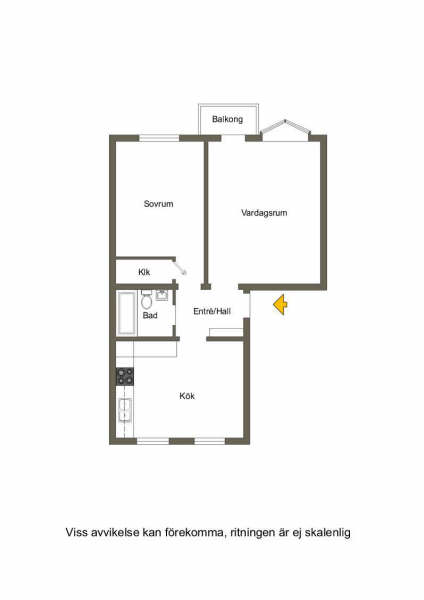 Balkong
Sovrum
Vardagsrum
Klk
Bad
Entré/Hall
Kök
Viss avvikelse kan förekomma, ritningen är ej skalenlig